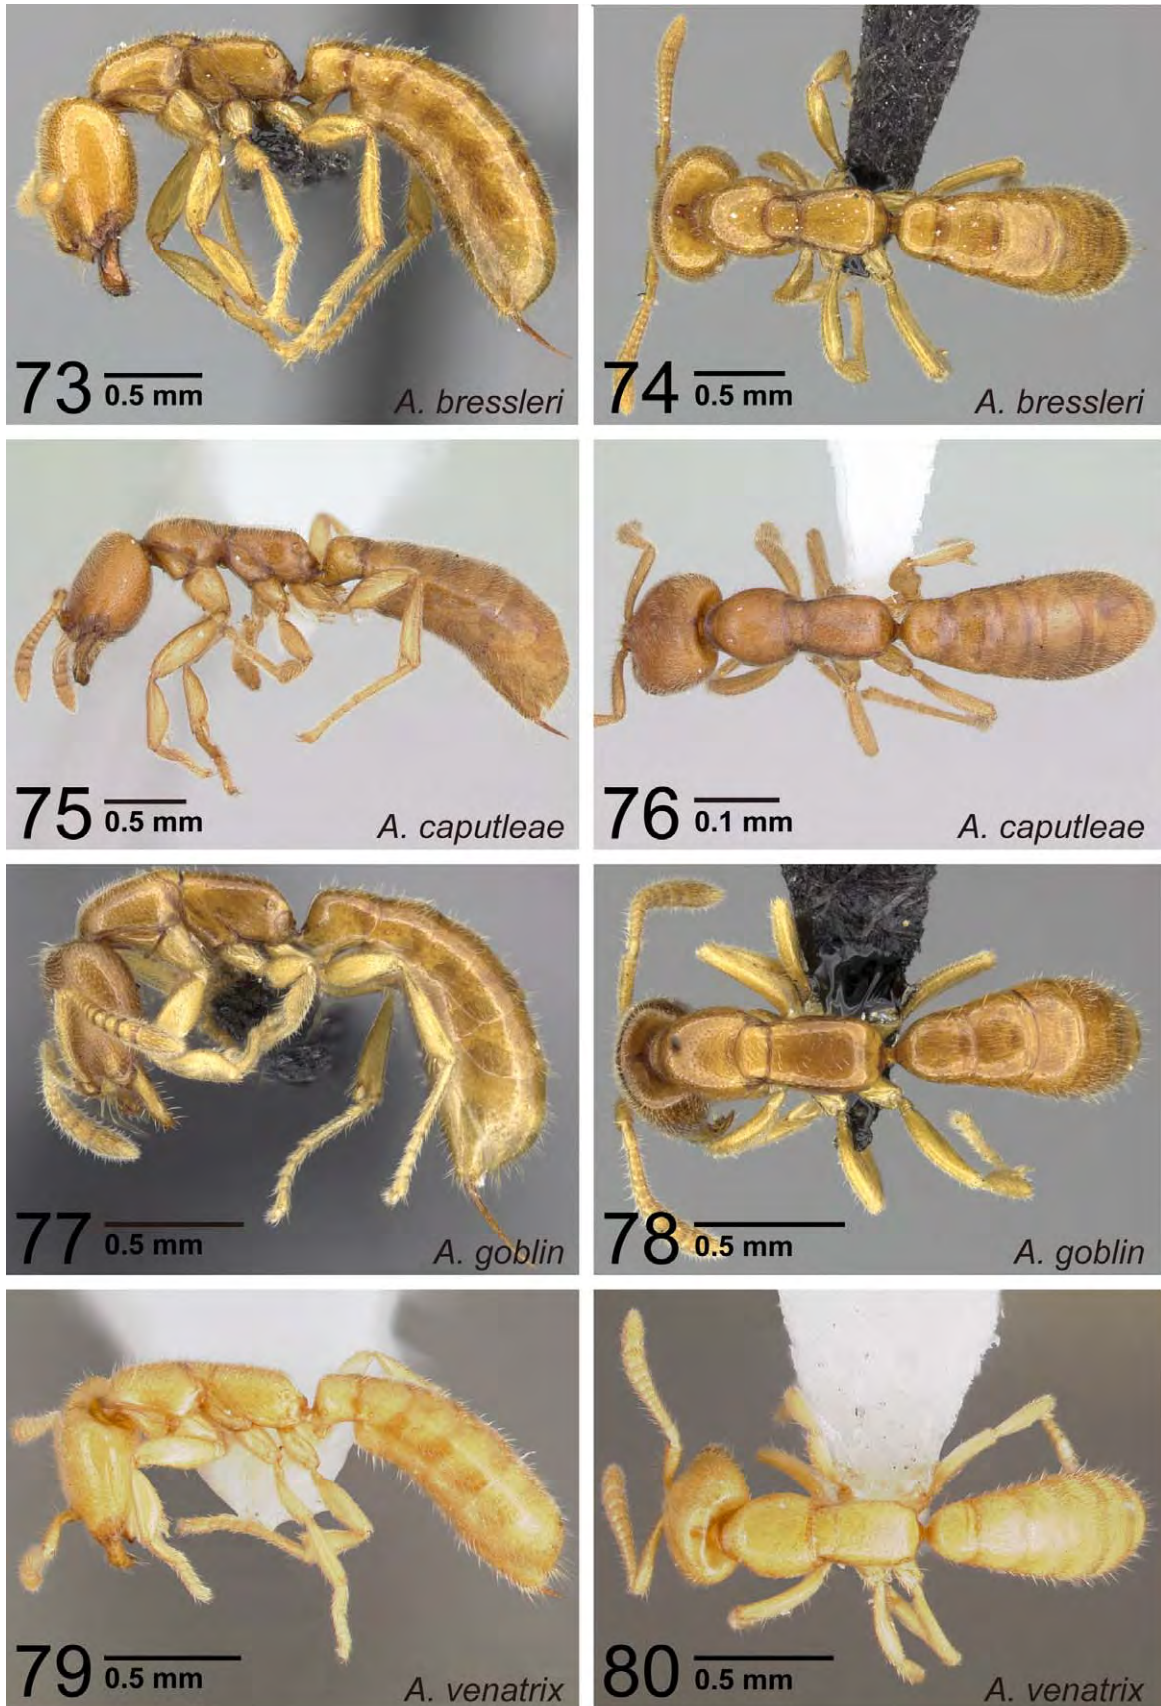 73 0.5 mm A. bressleri
74 0.5 mm A. bressleri
75 0.5 mm A. caputleae
76 0.1 mm A. caputleae
77 0.5 mm A. goblin
78 0.5 mm A. goblin
79 0.5 mm A. venatrix
80 0.5 mm A. venatrix